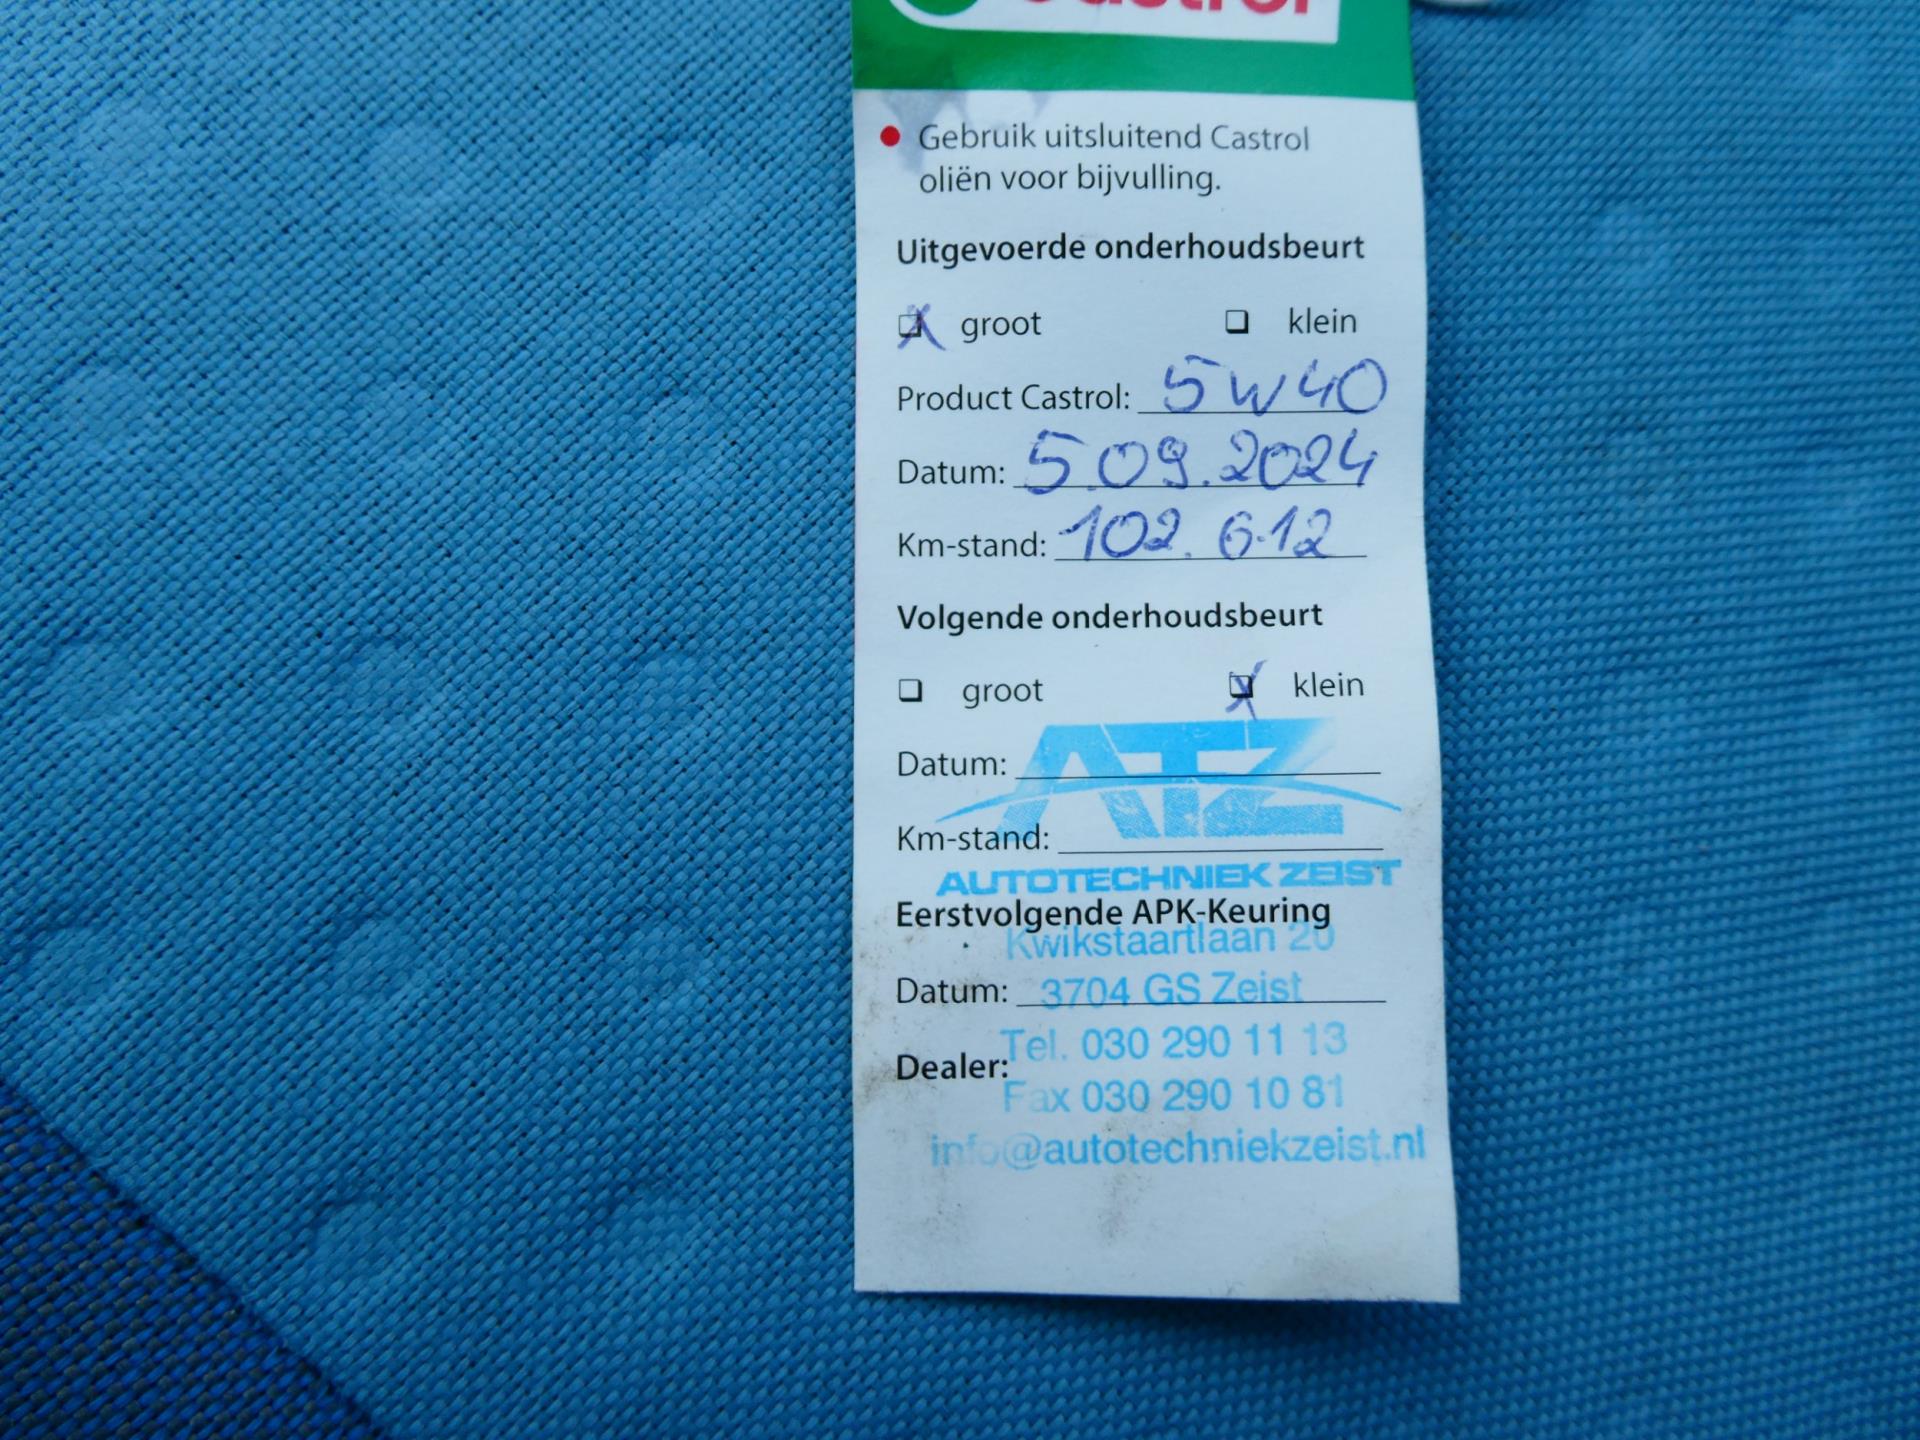 Castrol
Gebruik uitsluitend Castrol
oliën voor bijvulling.
Uitgevoerde onderhoudsbeurt
groot klein
Product Castrol: 5W40
Datum: 5.09.2024
Km-stand: 102.612
Volgende onderhoudsbeurt
groot klein
ATZ
Datum:
Km-stand:
AUTOTECHNIEK ZEIST
Eerstvolgende APK-Keuring
Kwikstaartlaan 20
Datum: 3704 GS Zeist
Tel. 030 290 11 13
Dealer:
Fax 030 290 10 81
info@autotechniekzeist.nl